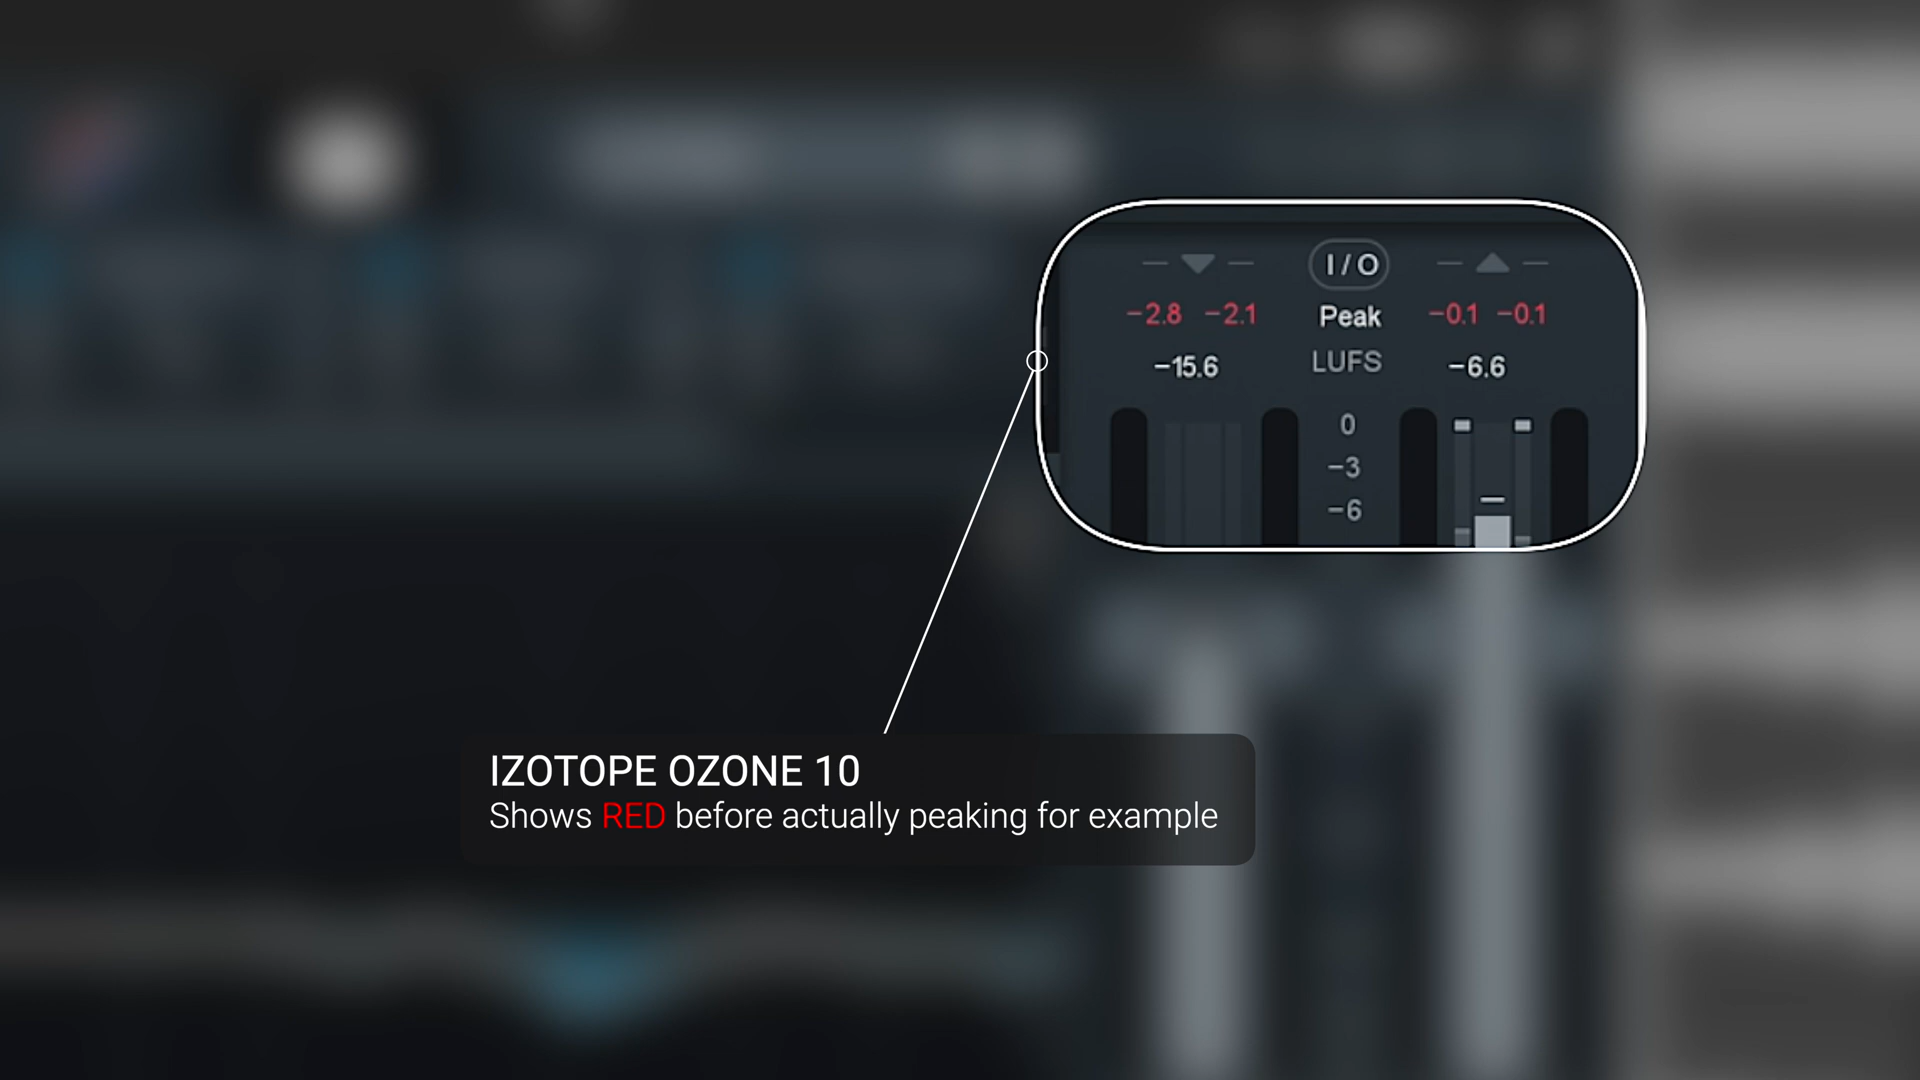 I / O
-2.8 -2.1 Peak -0.1 -0.1
-15.6 LUFS -6.6
0
-3
-6
IZOTOPE OZONE 10
Shows RED before actually peaking for example